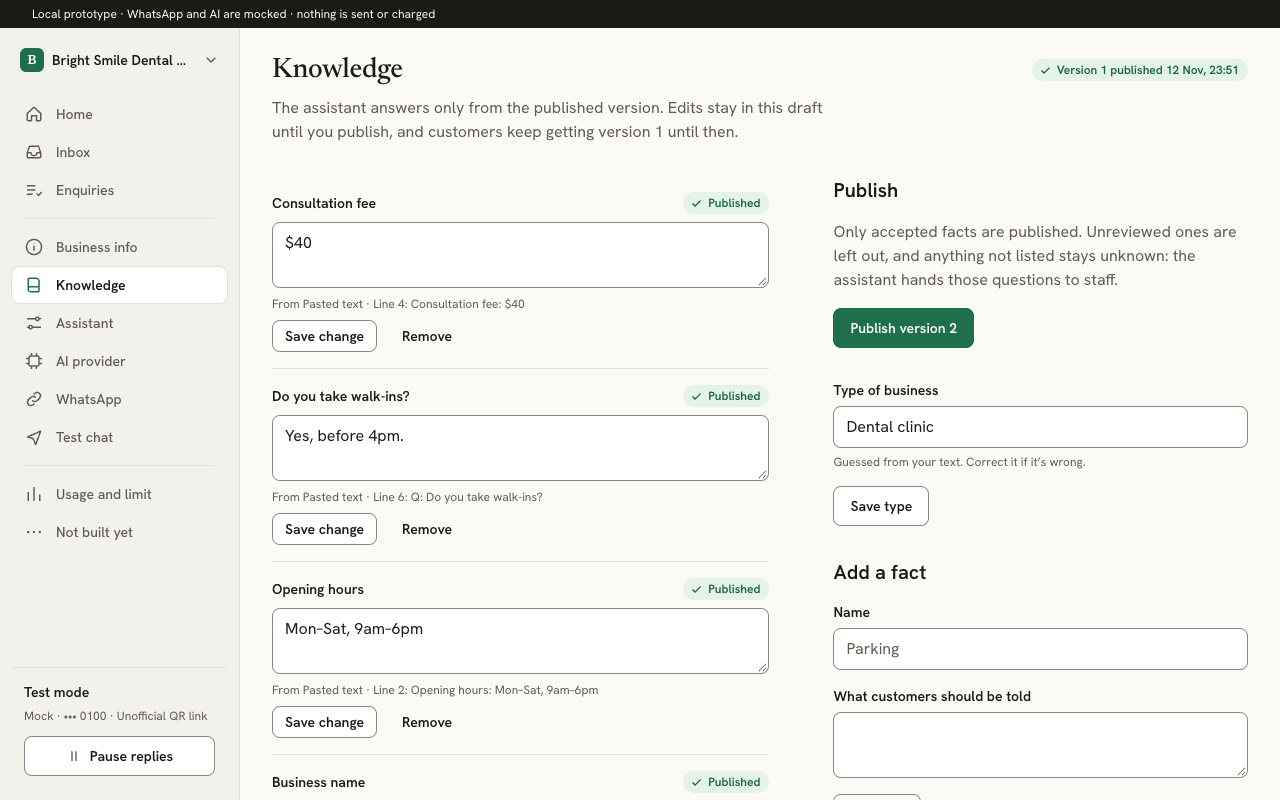 Local prototype · WhatsApp and AI are mocked · nothing is sent or charged
B
Bright Smile Dental ...
Home
Inbox
Enquiries
Business info
Knowledge
Assistant
AI provider
WhatsApp
Test chat
Usage and limit
Not built yet
Test mode
Mock · ••• 0100 · Unofficial QR link
Pause replies
Knowledge
Version 1 published 12 Nov, 23:51
The assistant answers only from the published version. Edits stay in this draft
until you publish, and customers keep getting version 1 until then.
Consultation fee
Published
$40
From Pasted text · Line 4: Consultation fee: $40
Save change
Remove
Do you take walk-ins?
Published
Yes, before 4pm.
From Pasted text · Line 6: Q: Do you take walk-ins?
Save change
Remove
Opening hours
Published
Mon–Sat, 9am–6pm
From Pasted text · Line 2: Opening hours: Mon–Sat, 9am–6pm
Save change
Remove
Business name
Published
Publish
Only accepted facts are published. Unreviewed ones are
left out, and anything not listed stays unknown: the
assistant hands those questions to staff.
Publish version 2
Type of business
Dental clinic
Guessed from your text. Correct it if it’s wrong.
Save type
Add a fact
Name
Parking
What customers should be told